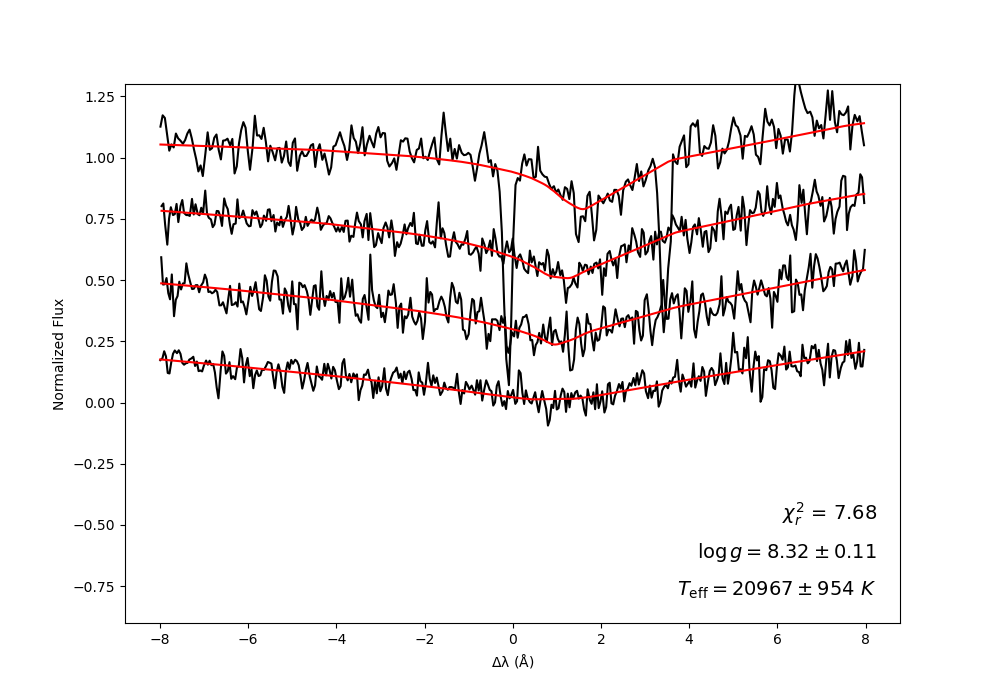 1.25
1.00
0.75
0.50
0.25
0.00
−0.25
−0.50
−0.75
Normalized Flux
χ²ᵣ = 7.68
log g = 8.32 ± 0.11
T_eff = 20967 ± 954 K
−8 −6 −4 −2 0 2 4 6 8
Δλ (Å)